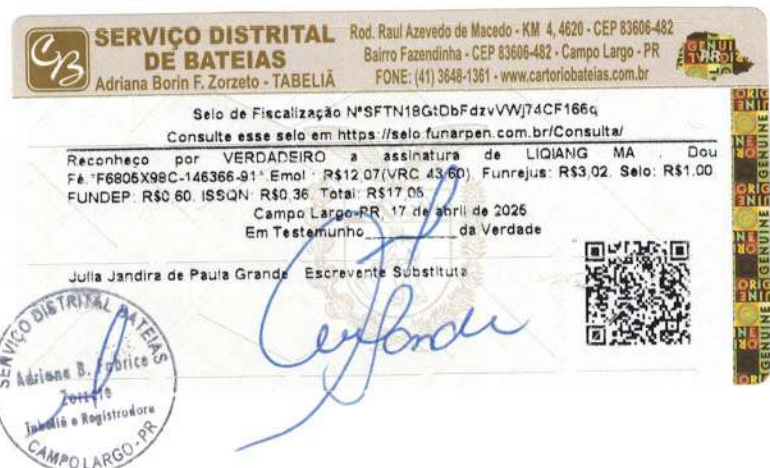 CB
SERVIÇO DISTRITAL
DE BATEIAS
Adriana Borin F. Zorzeto - TABELIÃ
Rod. Raul Azevedo de Macedo - KM 4, 4620 - CEP 83606-482
Bairro Fazendinha - CEP 83606-482 - Campo Largo - PR
FONE: (41) 3648-1361 - www.cartoriobateias.com.br
Selo de Fiscalização NºSFTN18GtDbFdzvVWj74CF166q
Consulte esse selo em https://selo.funarpen.com.br/Consulta/
Reconheço por VERDADEIRO a assinatura de LIQIANG MA . Dou
Fé.*F6805X98C-146366-91*.Emol.: R$12,07(VRC 43,60), Funrejus: R$3,02, Selo: R$1,00,
FUNDEP: R$0,60, ISSQN: R$0,36, Total: R$17,05
Campo Largo-PR, 17 de abril de 2025
Em Testemunho ________ da Verdade
Julia Jandira de Paula Grande Escrevente Substituta
SERVIÇO DISTRITAL BATEIAS
Adriana B. Fabrice
Tabeliã e Registradora
CAMPO LARGO - PR
GENUINE